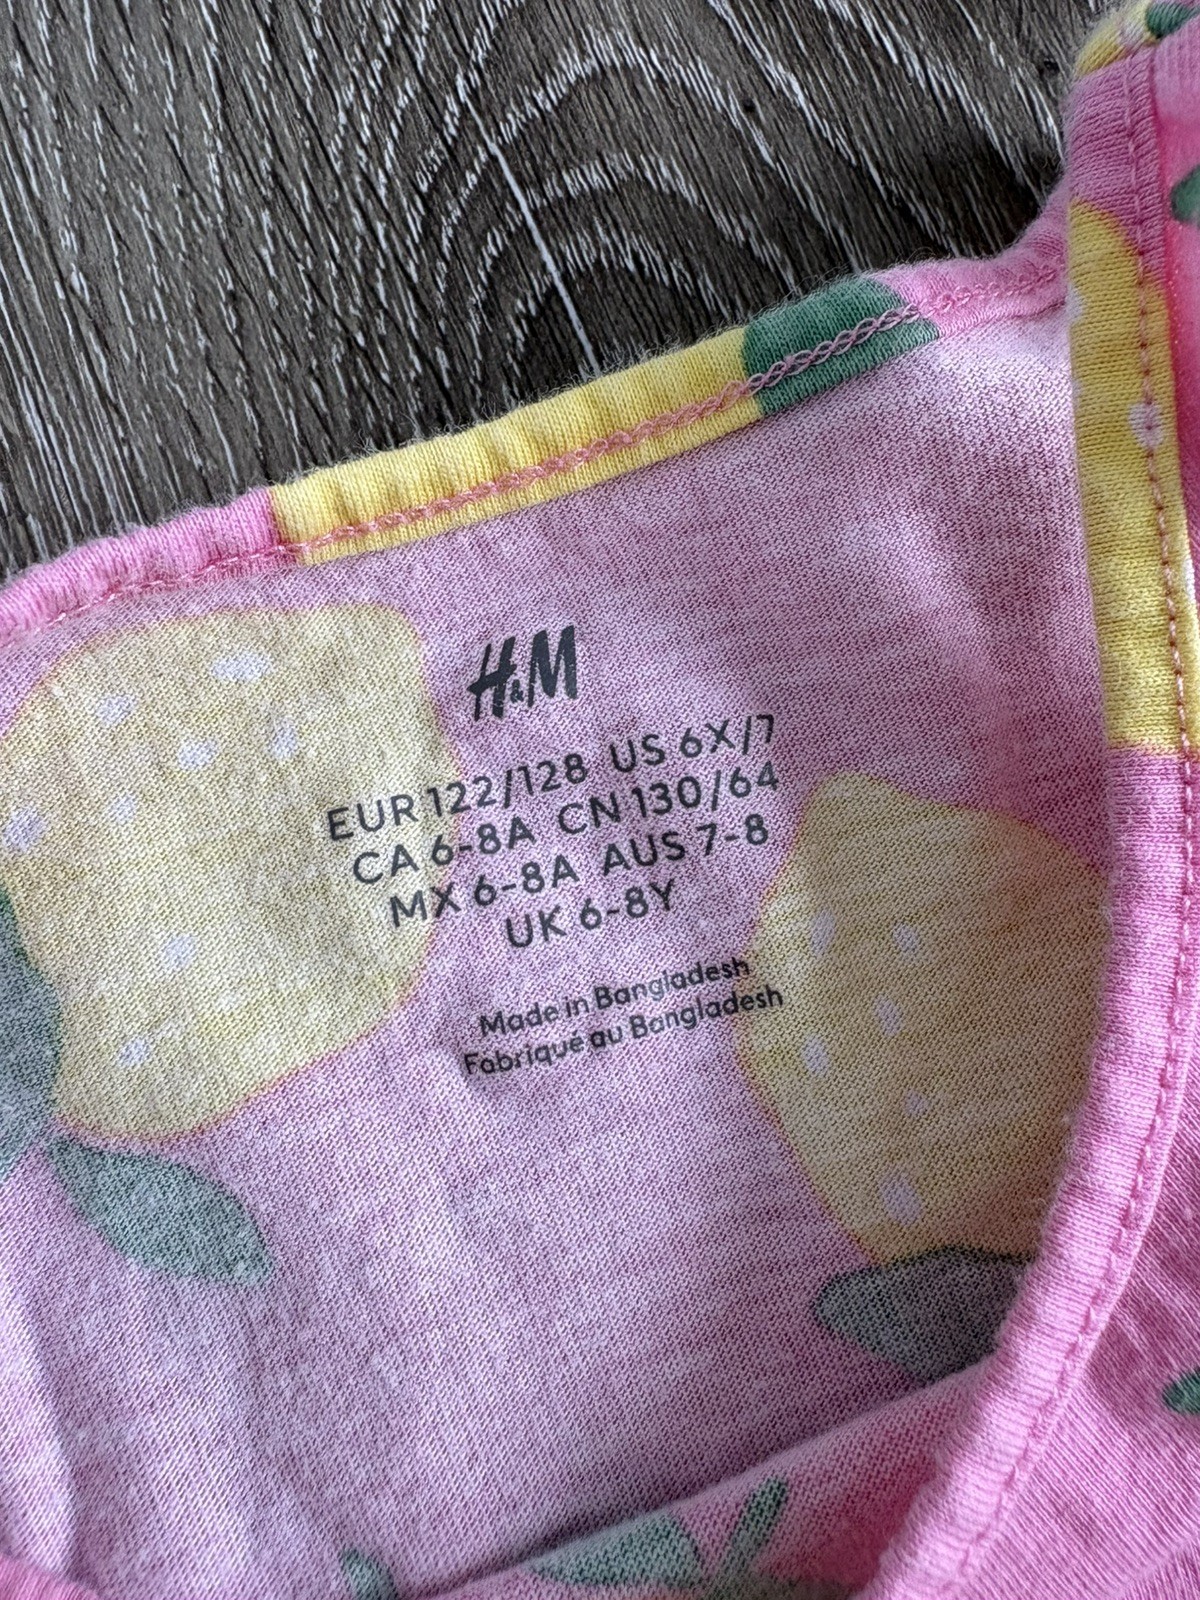 H&M
EUR 122/128 US 6X/7
CA 6-8A CN 130/64
MX 6-8A AUS 7-8
UK 6-8Y
Made in Bangladesh
Fabriqué au Bangladesh